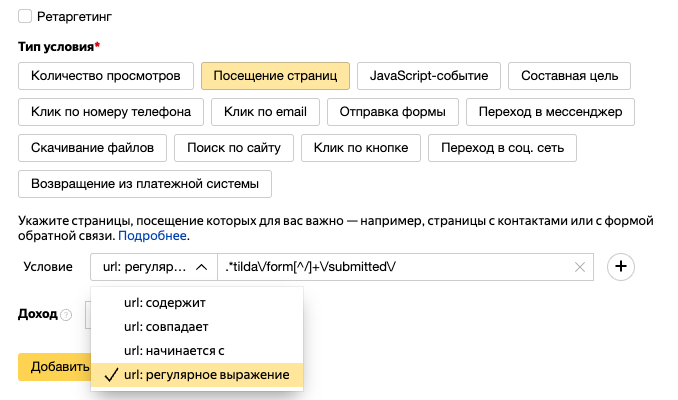 Ретаргетинг
Тип условия*
Количество просмотров Посещение страниц JavaScript-событие Составная цель
Клик по номеру телефона Клик по email Отправка формы Переход в мессенджер
Скачивание файлов Поиск по сайту Клик по кнопке Переход в соц. сеть
Возвращение из платежной системы
Укажите страницы, посещение которых для вас важно — например, страницы с контактами или с формой
обратной связи. Подробнее.
Условие url: регуляр... .*tilda\/form[^/]+\/submitted\/
url: содержит
Доход ?
url: совпадает
url: начинается с
Добавить url: регулярное выражение